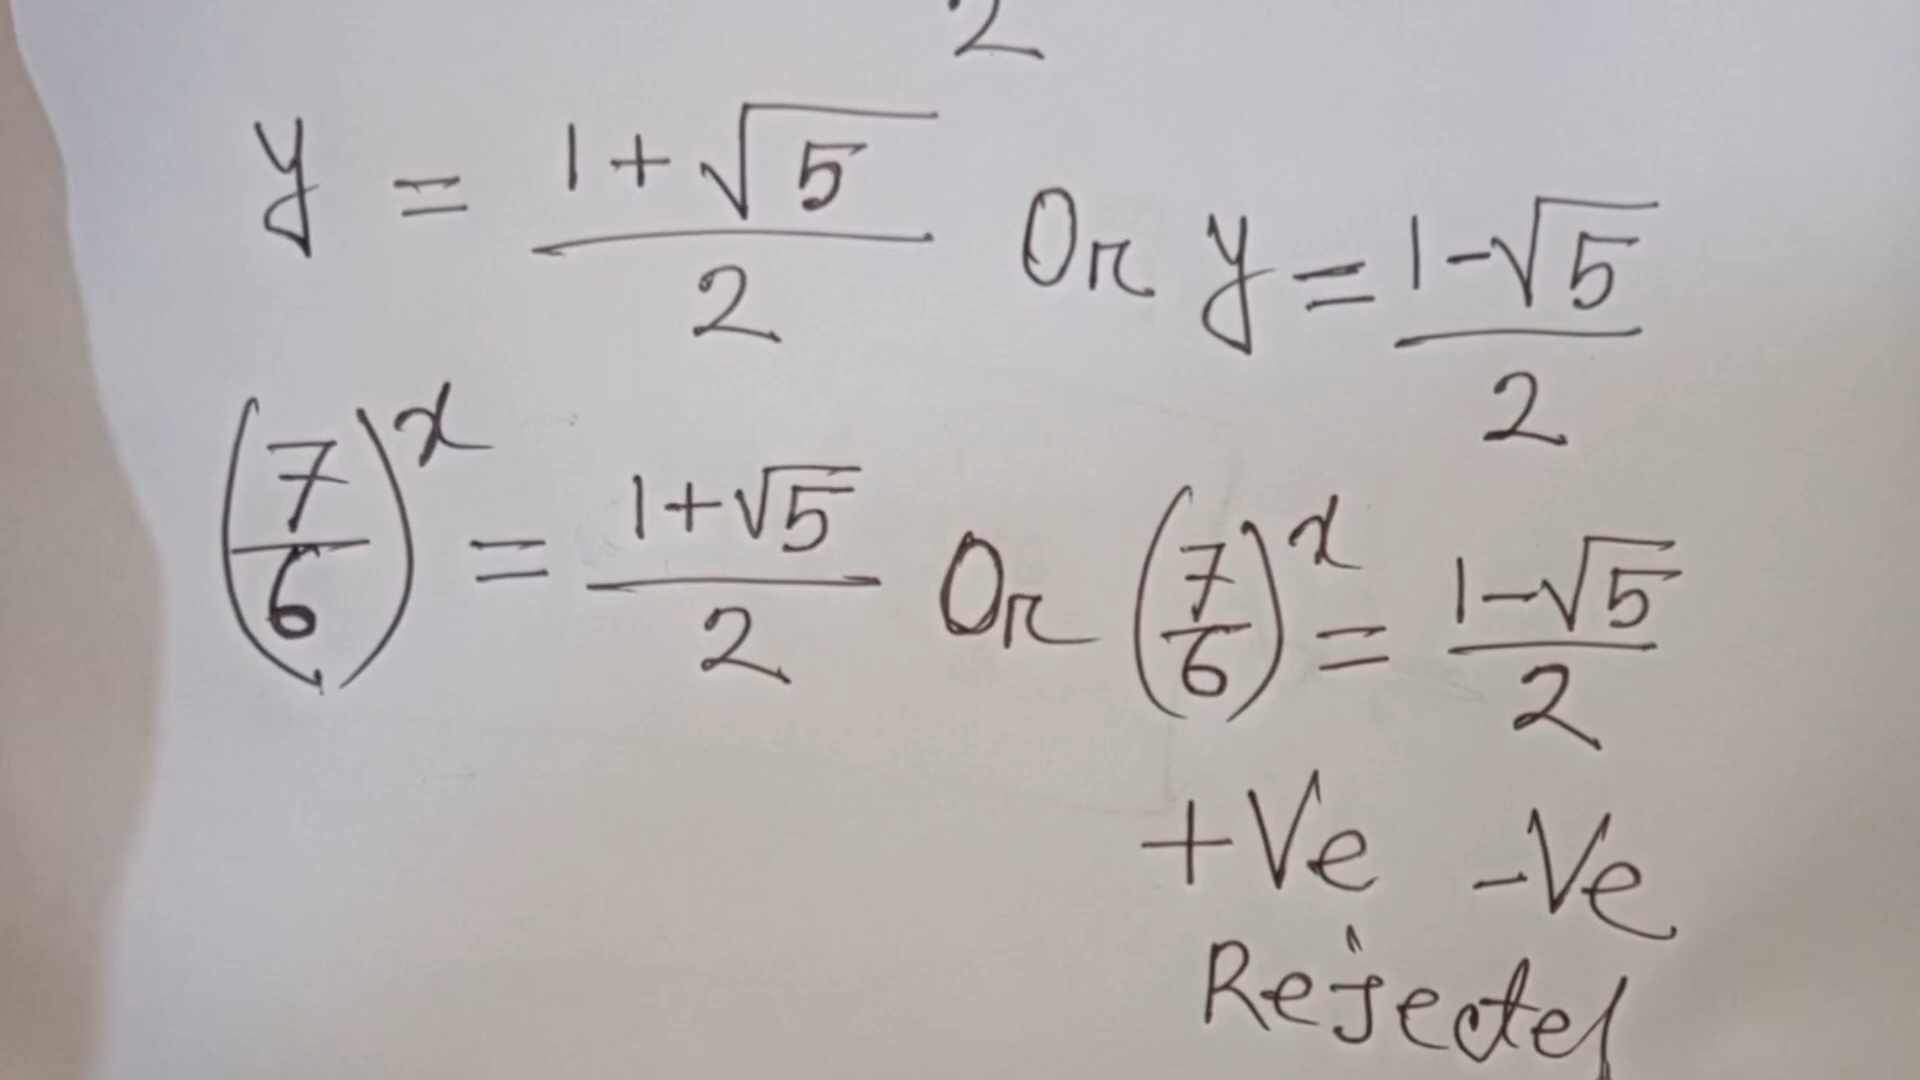 2
y = (1+√5)/2 Or y = (1-√5)/2
(7/6)^x = (1+√5)/2 Or (7/6)^x = (1-√5)/2
+Ve -Ve
Rejected